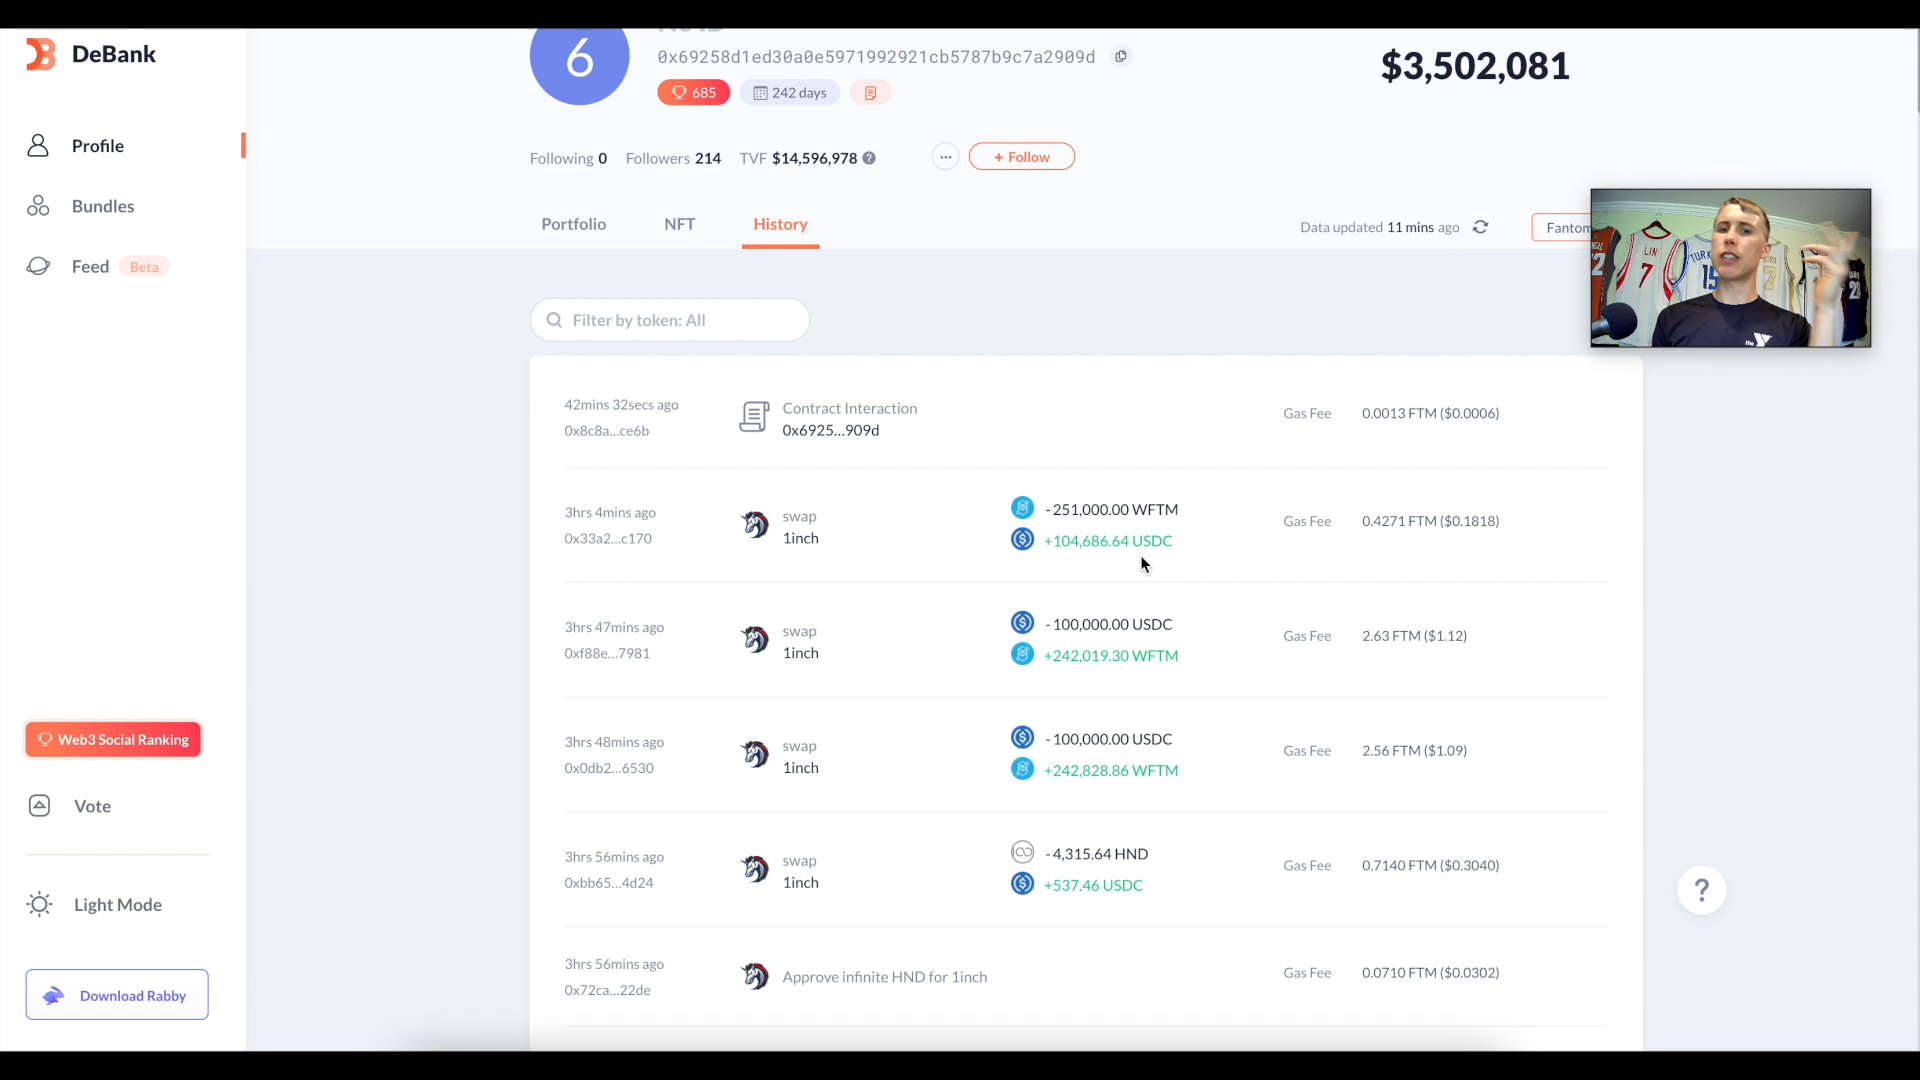 DeBank
Profile
Bundles
Feed Beta
Web3 Social Ranking
Vote
Light Mode
Download Rabby
6
0x69258d1ed30a0e5971992921cb5787b9c7a2909d
685
242 days
$3,502,081
Following 0 Followers 214 TVF $14,596,978 ?
... + Follow
Portfolio NFT History
Data updated 11 mins ago
Fantom
LIN
7
15
7
Filter by token: All
42mins 32secs ago
0x8c8a...ce6b
Contract Interaction
0x6925...909d
Gas Fee 0.0013 FTM ($0.0006)
3hrs 4mins ago
0x33a2...c170
swap
1inch
-251,000.00 WFTM
+104,686.64 USDC
Gas Fee 0.4271 FTM ($0.1818)
3hrs 47mins ago
0xf88e...7981
swap
1inch
-100,000.00 USDC
+242,019.30 WFTM
Gas Fee 2.63 FTM ($1.12)
3hrs 48mins ago
0x0db2...6530
swap
1inch
-100,000.00 USDC
+242,828.86 WFTM
Gas Fee 2.56 FTM ($1.09)
3hrs 56mins ago
0xbb65...4d24
swap
1inch
-4,315.64 HND
+537.46 USDC
Gas Fee 0.7140 FTM ($0.3040)
3hrs 56mins ago
0x72ca...22de
Approve infinite HND for 1inch
Gas Fee 0.0710 FTM ($0.0302)
?